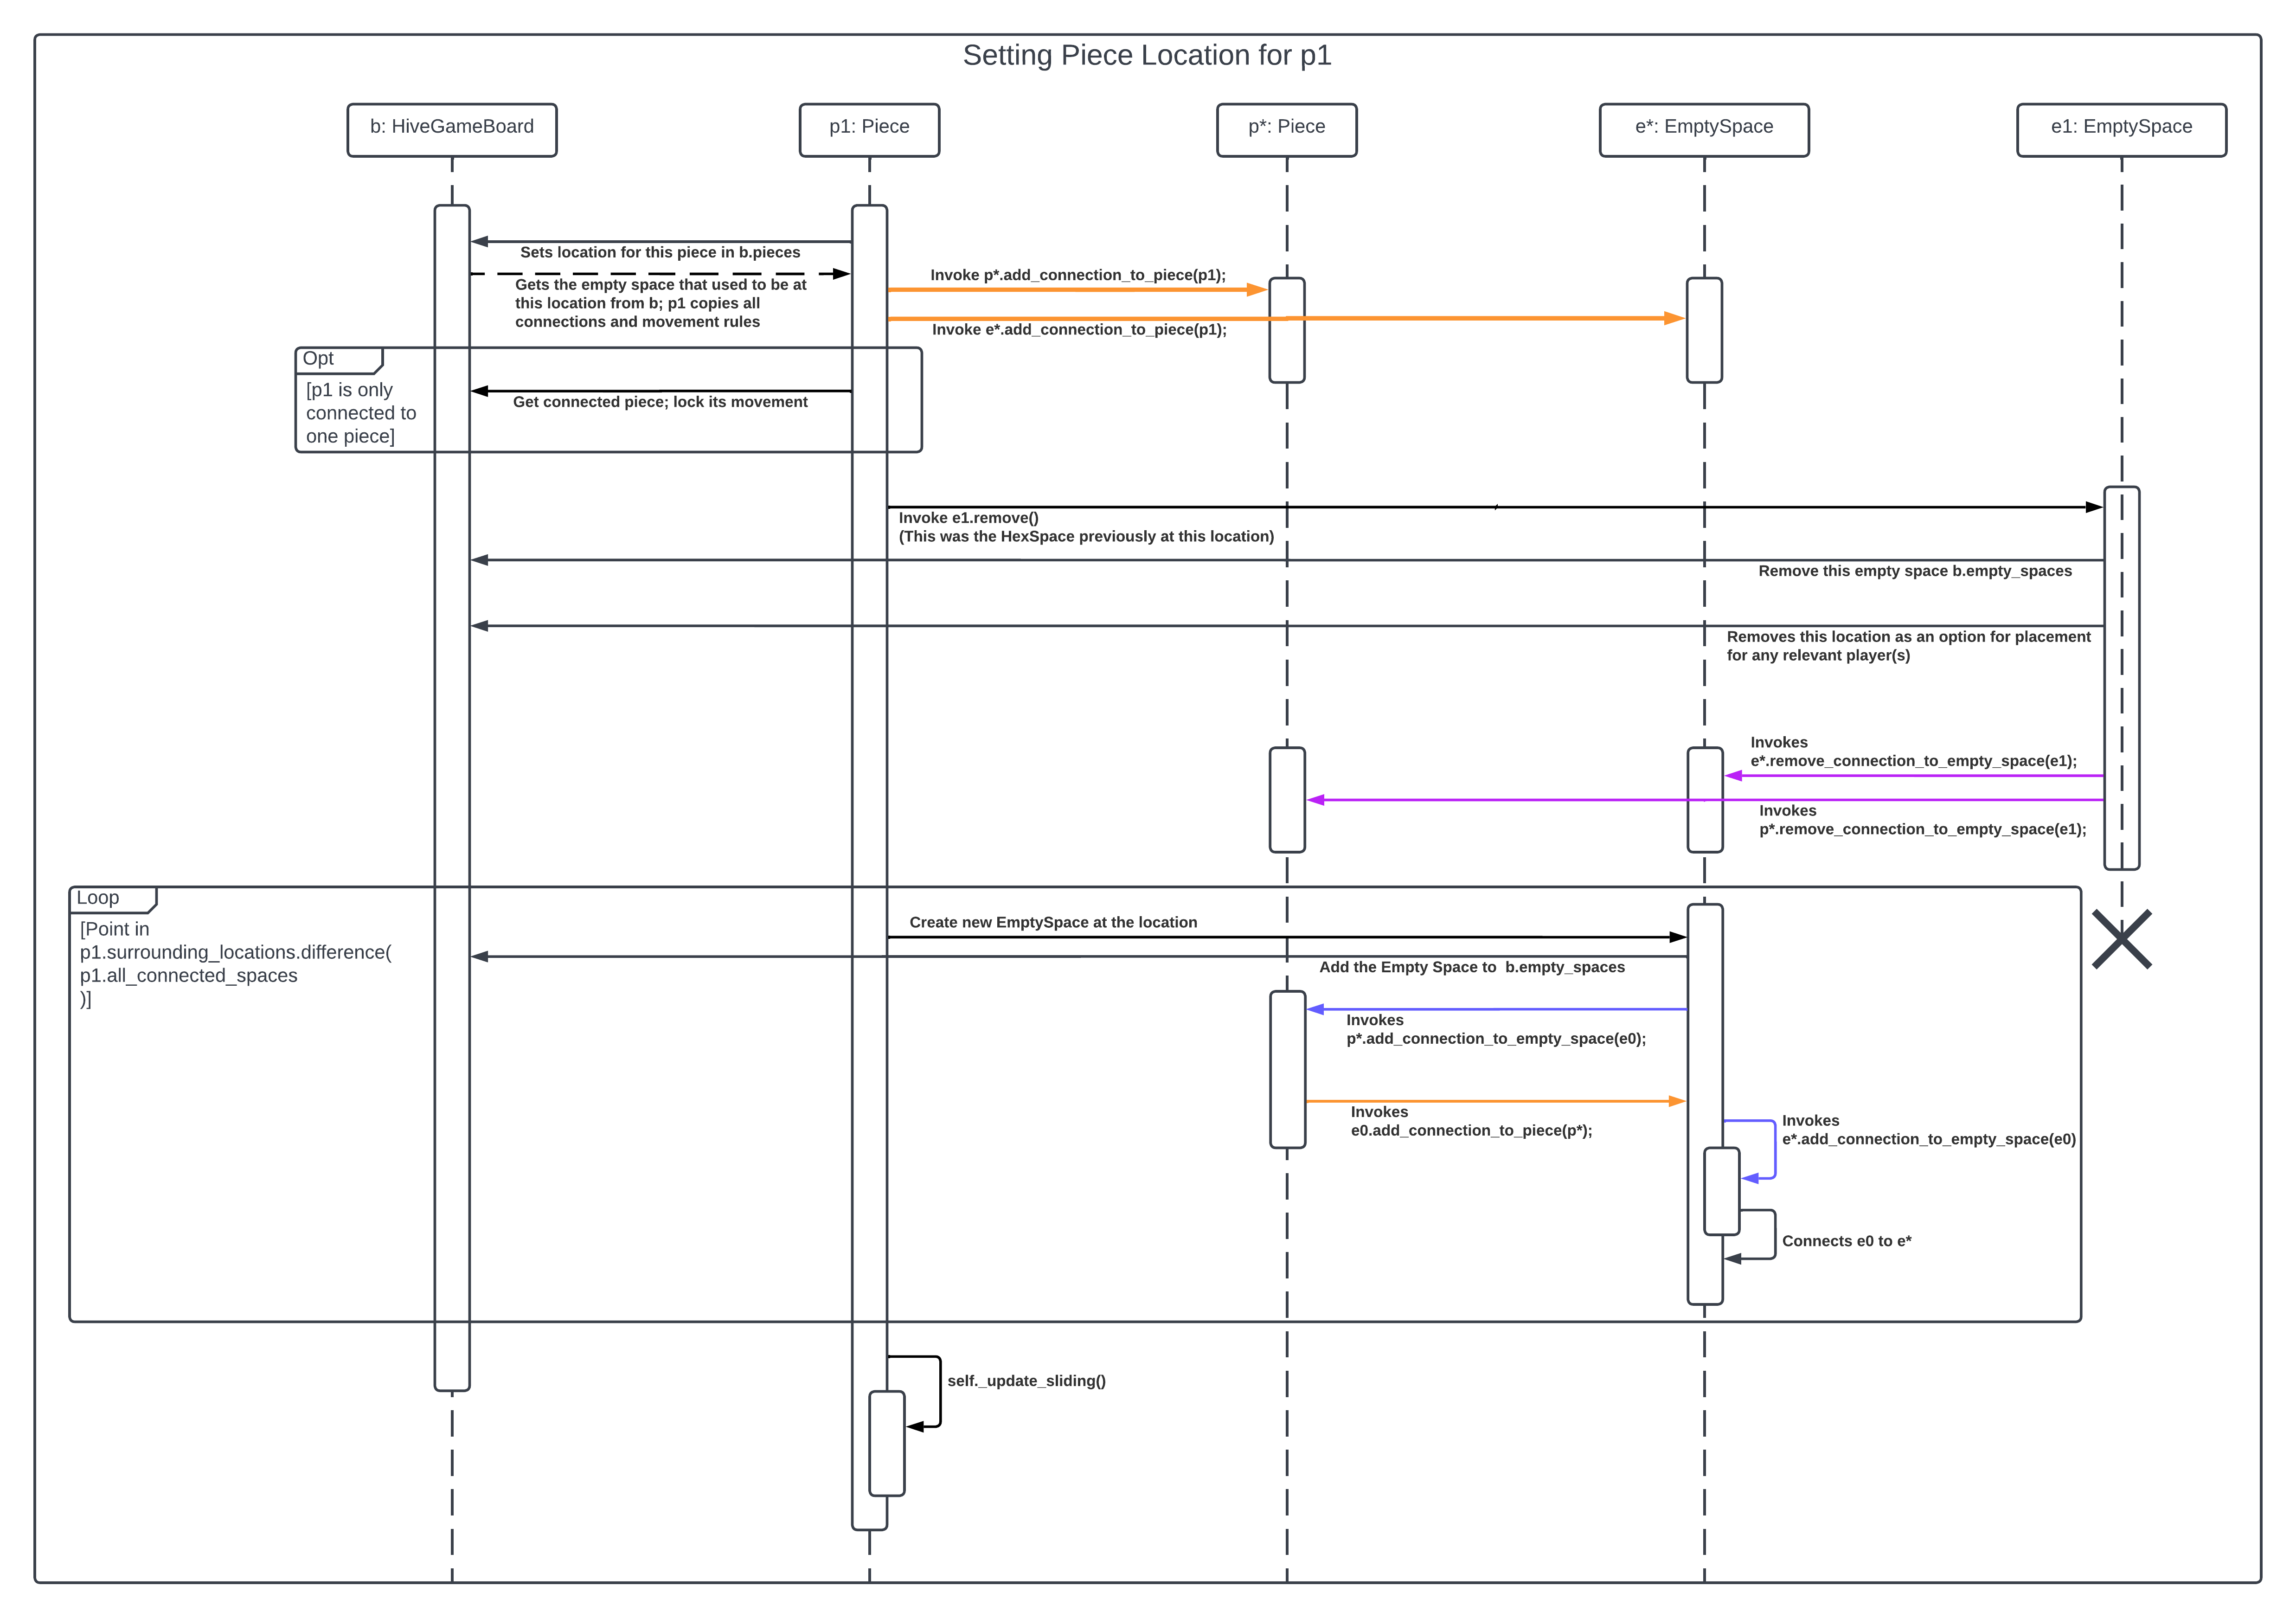 Setting Piece Location for p1
b: HiveGameBoard
p1: Piece
p*: Piece
e*: EmptySpace
e1: EmptySpace
Sets location for this piece in b.pieces
Gets the empty space that used to be at
this location from b; p1 copies all
connections and movement rules
Invoke p*.add_connection_to_piece(p1);
Invoke e*.add_connection_to_piece(p1);
Opt
[p1 is only
connected to
one piece]
Get connected piece; lock its movement
Invoke e1.remove()
(This was the HexSpace previously at this location)
Remove this empty space b.empty_spaces
Removes this location as an option for placement
for any relevant player(s)
Invokes
e*.remove_connection_to_empty_space(e1);
Invokes
p*.remove_connection_to_empty_space(e1);
Loop
[Point in
p1.surrounding_locations.difference(
p1.all_connected_spaces
)]
Create new EmptySpace at the location
Add the Empty Space to  b.empty_spaces
Invokes
p*.add_connection_to_empty_space(e0);
Invokes
e0.add_connection_to_piece(p*);
Invokes
e*.add_connection_to_empty_space(e0)
Connects e0 to e*
self._update_sliding()